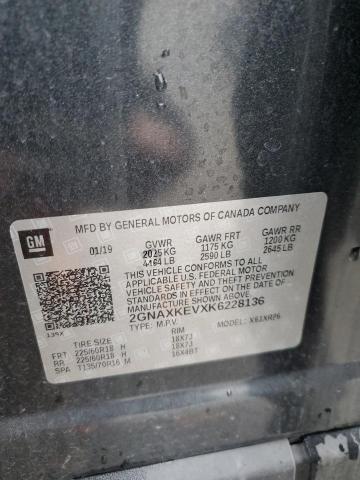 GM
MFD BY GENERAL MOTORS OF CANADA COMPANY
01/19 GVWR GAWR FRT GAWR RR
2025 KG 1175 KG 1200 KG
4464 LB 2590 LB 2645 LB
THIS VEHICLE CONFORMS TO ALL
APPLICABLE U.S. FEDERAL MOTOR
VEHICLE SAFETY AND THEFT PREVENTION
STANDARDS IN EFFECT ON THE DATE OF
MANUFACTURE SHOWN ABOVE.
2GNAXKEVXK6228136
TYPE: M.P.V. MODEL:
TIRE SIZE RIM
FRT 225/60R18 H 18X7J
RR 225/60R18 H 18X7J
SPA T135/70R16 M 16X4BT